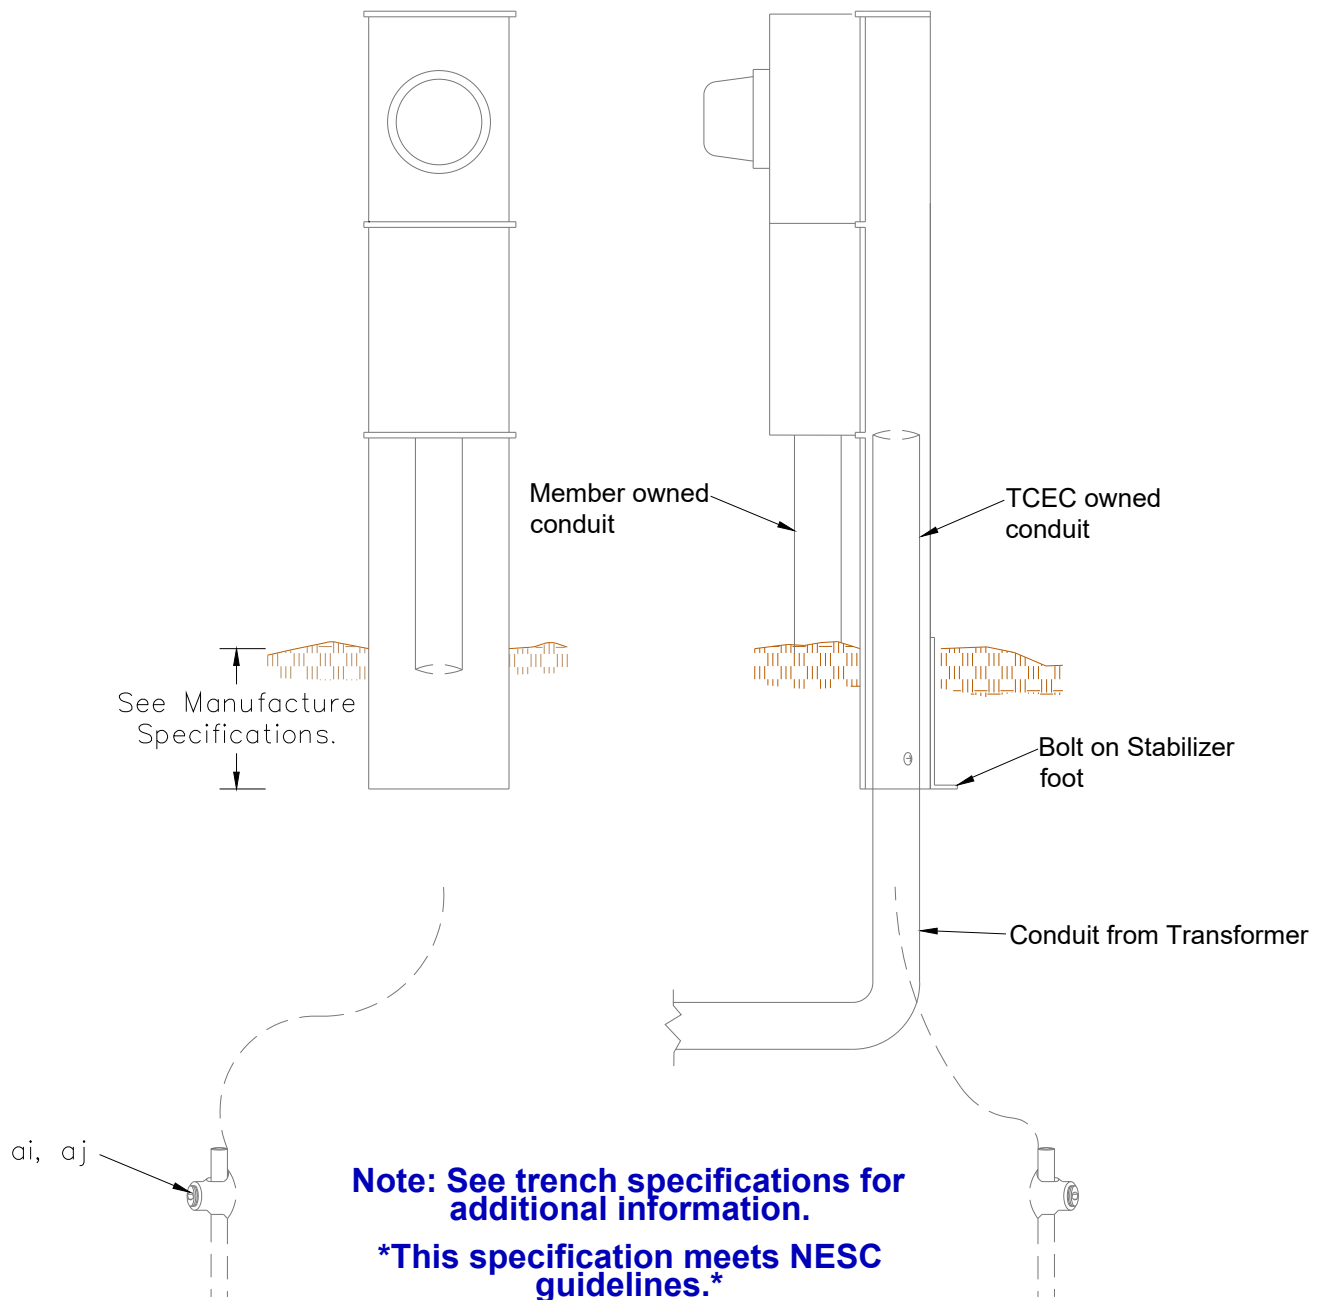 Member owned
conduit
TCEC owned
conduit
See Manufacture
Specifications.
Bolt on Stabilizer
foot
Conduit from Transformer
ai, aj
Note: See trench specifications for
additional information.
*This specification meets NESC
guidelines.*